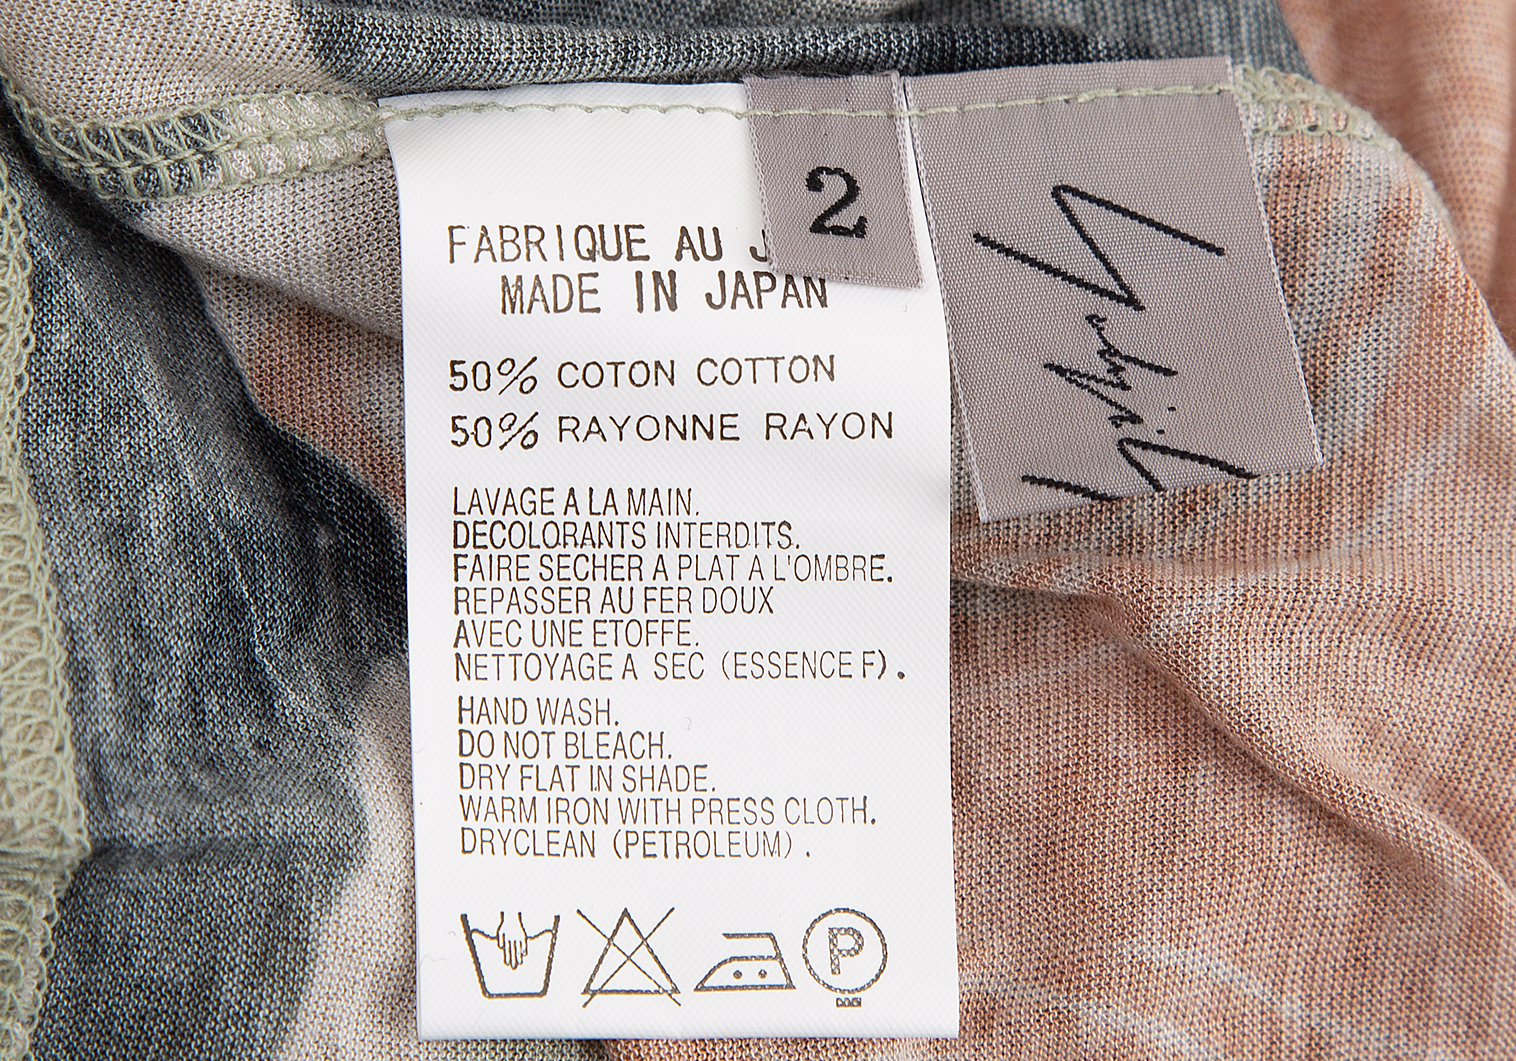 2
FABRIQUE AU J
MADE IN JAPAN
50% COTON COTTON
50% RAYONNE RAYON
LAVAGE A LA MAIN.
DECOLORANTS INTERDITS.
FAIRE SECHER A PLAT A L'OMBRE.
REPASSER AU FER DOUX
AVEC UNE ETOFFE.
NETTOYAGE A SEC (ESSENCE F).
HAND WASH.
DO NOT BLEACH.
DRY FLAT IN SHADE.
WARM IRON WITH PRESS CLOTH.
DRYCLEAN (PETROLEUM).
P